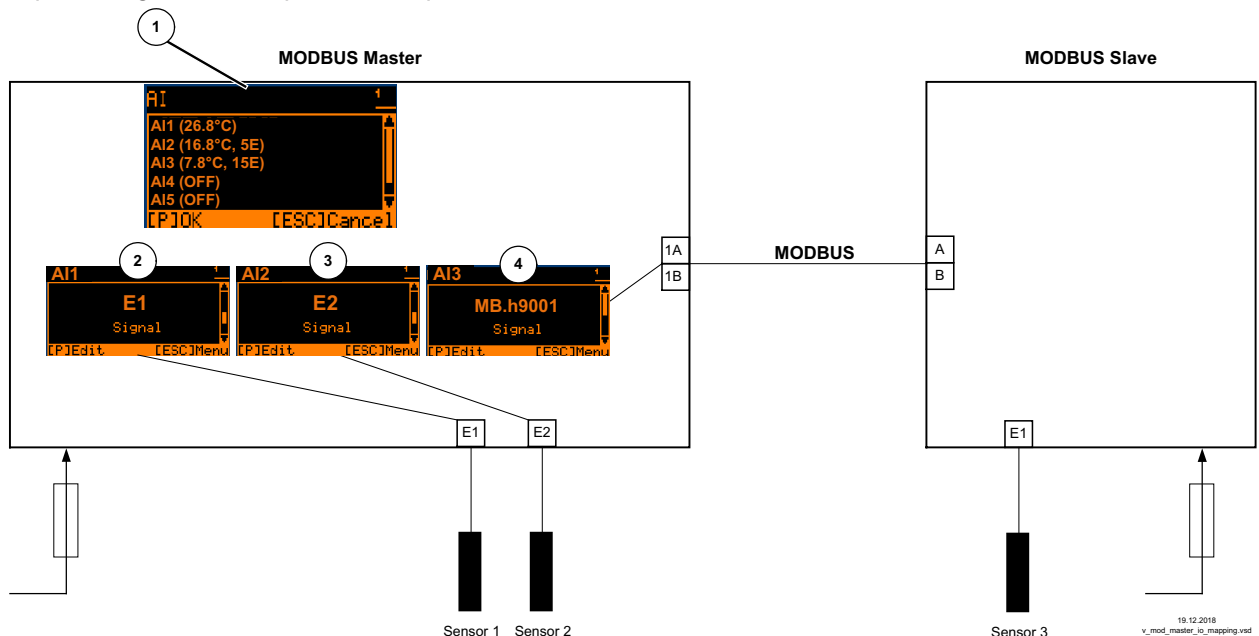 1
MODBUS Master
MODBUS Slave
AI 1
AI1 (26.8°C)
AI2 (16.8°C, 5E)
AI3 (7.8°C, 15E)
AI4 (OFF)
AI5 (OFF)
[P]OK [ESC]Cancel
2
3
4
AI1 1
E1
Signal
[P]Edit [ESC]Menu
AI2 1
E2
Signal
[P]Edit [ESC]Menu
AI3 1
MB.h9001
Signal
[P]Edit [ESC]Menu
1A
1B
MODBUS
A
B
E1
E2
E1
Sensor 1
Sensor 2
Sensor 3
19.12.2018
v_mod_master_io_mapping.vsd